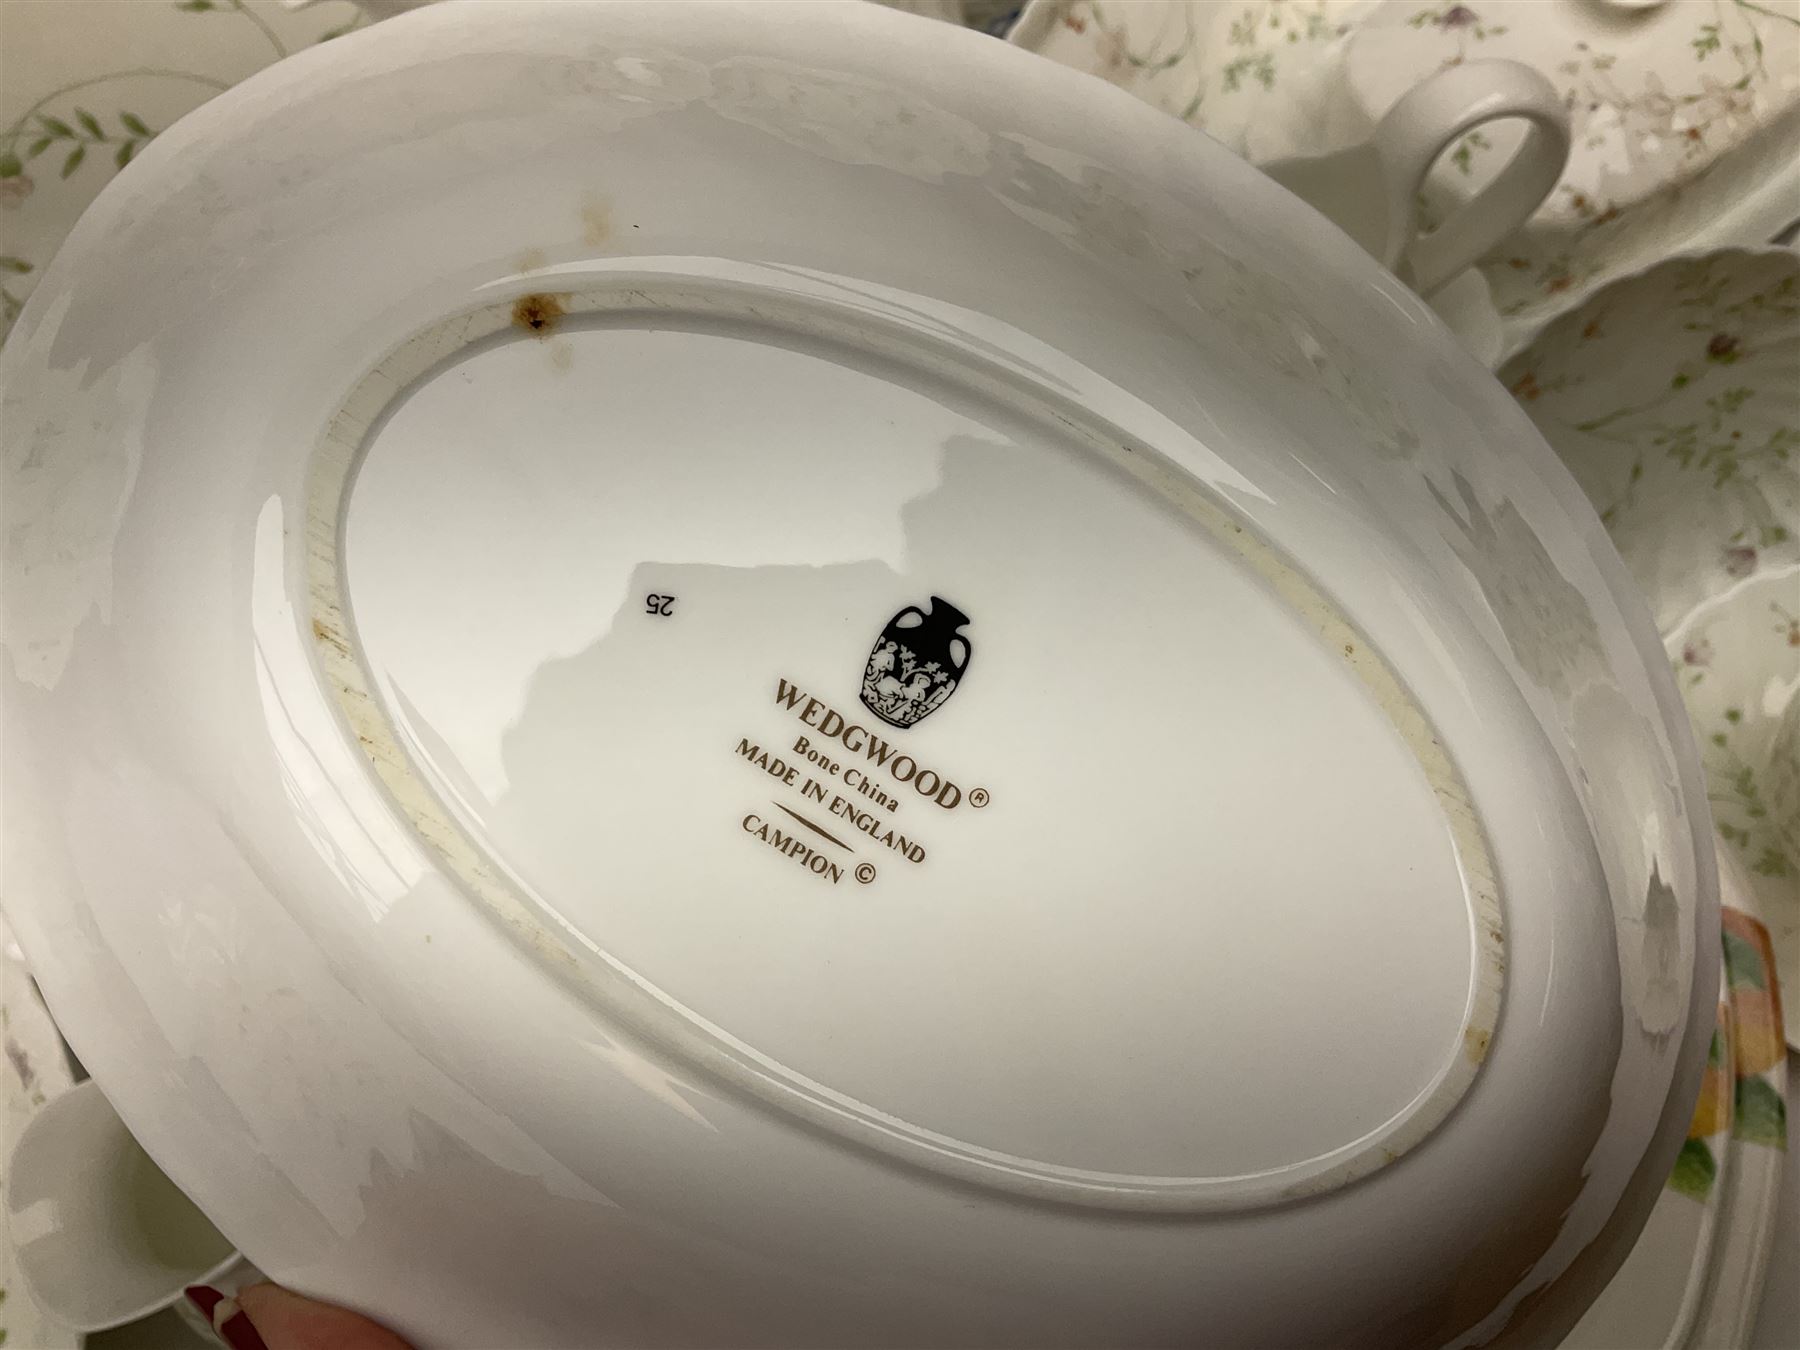 25
WEDGWOOD ®
Bone China
MADE IN ENGLAND
CAMPION ©